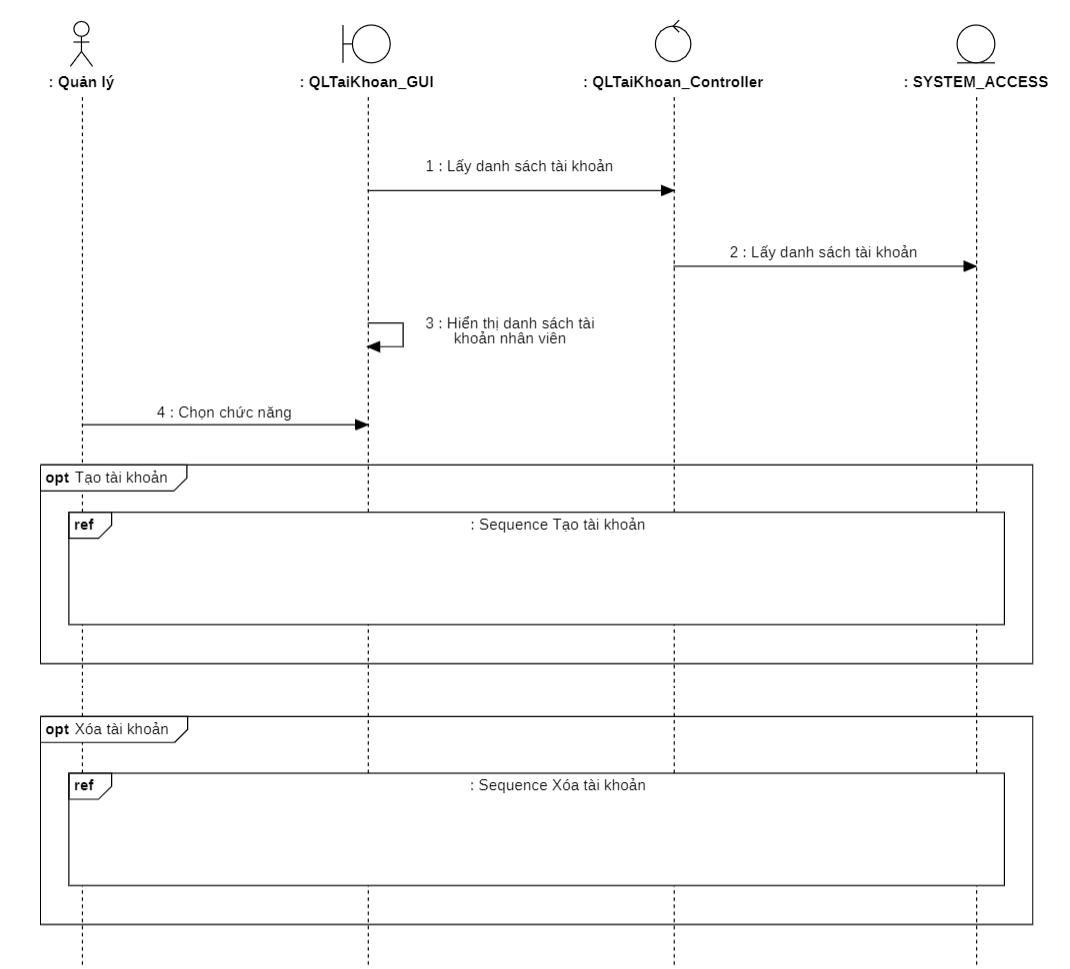 : Quản lý
: QLTaiKhoan_GUI
: QLTaiKhoan_Controller
: SYSTEM_ACCESS
1 : Lấy danh sách tài khoản
2 : Lấy danh sách tài khoản
3 : Hiển thị danh sách tài
khoản nhân viên
4 : Chọn chức năng
opt Tạo tài khoản
ref : Sequence Tạo tài khoản
opt Xóa tài khoản
ref : Sequence Xóa tài khoản